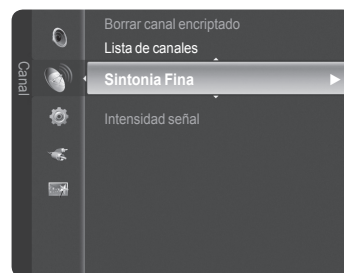 Canal
Borrar canal encriptado
Lista de canales
Sintonia Fina
Intensidad señal